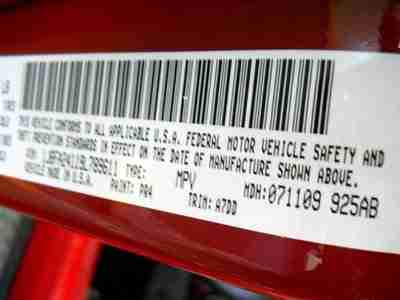 THIS VEHICLE CONFORMS TO ALL APPLICABLE U.S.A. FEDERAL MOTOR VEHICLE SAFETY AND
THEFT PREVENTION STANDARDS IN EFFECT ON THE DATE OF MANUFACTURE SHOWN ABOVE.
TYPE: MPV MDH:071109 925AB
PAINT: PB4 TRIM: A7DD